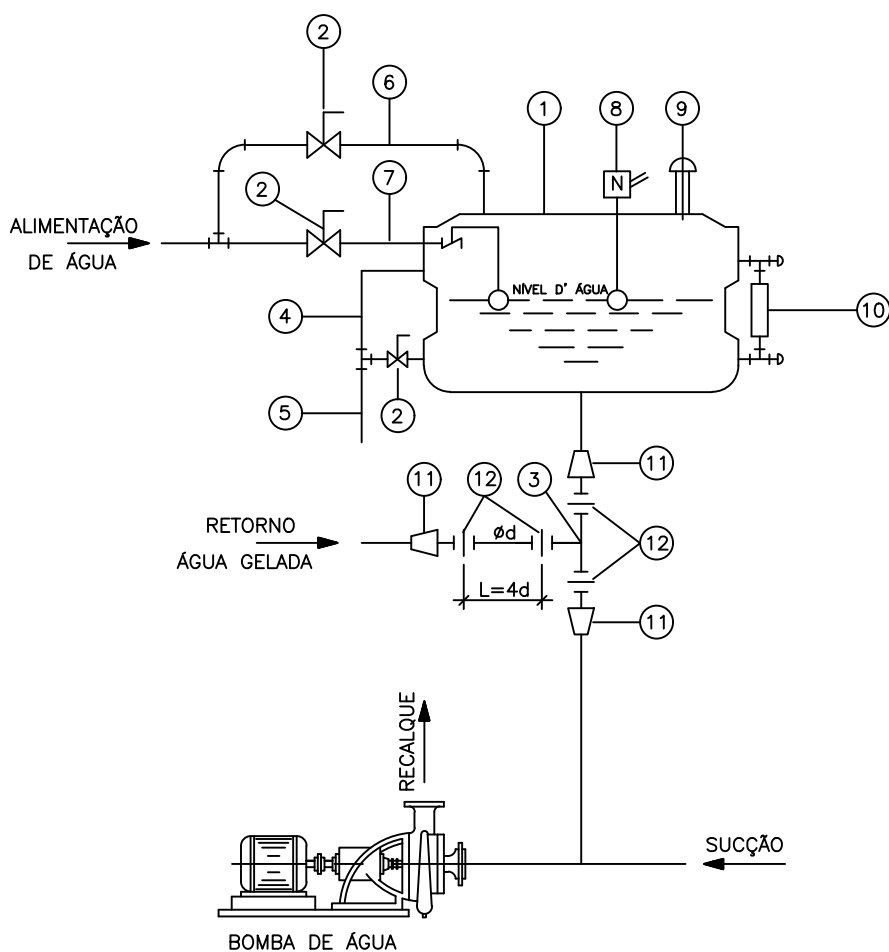 2
6
1
8
9
2
7
N
ALIMENTAÇÃO
DE ÁGUA
NÍVEL D' ÁGUA
4
10
5
2
11
11
12
3
RETORNO
ÁGUA GELADA
Ød
12
L=4d
11
RECALQUE
SUCÇÃO
BOMBA DE ÁGUA